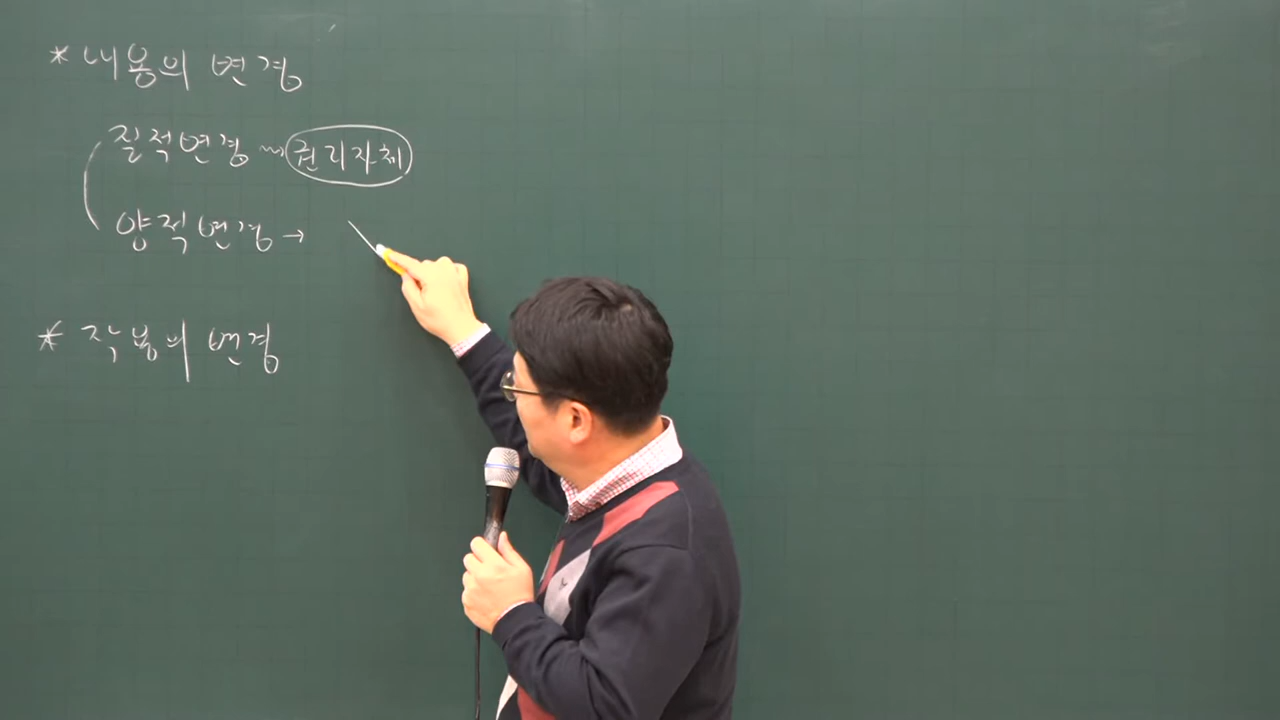 * 내용의 변경
질적변경 → 권리자체
양적변경 →
* 작용의 변경